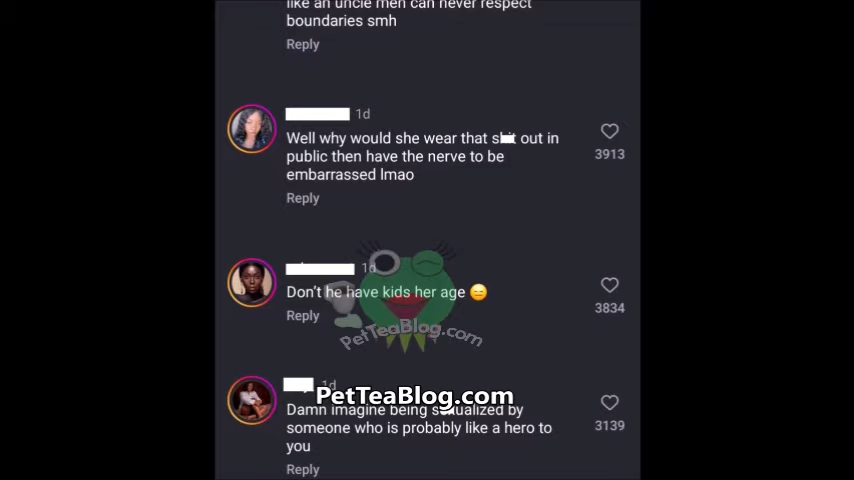 like an uncle men can never respect
boundaries smh
Reply
1d
Well why would she wear that sh t out in
public then have the nerve to be
embarrassed lmao
3913
Reply
1d
Don't he have kids her age 😑
3834
Reply
PetTeaBlog.com
1d
PetTeaBlog.com
Damn imagine being s xualized by
someone who is probably like a hero to
you
3139
Reply